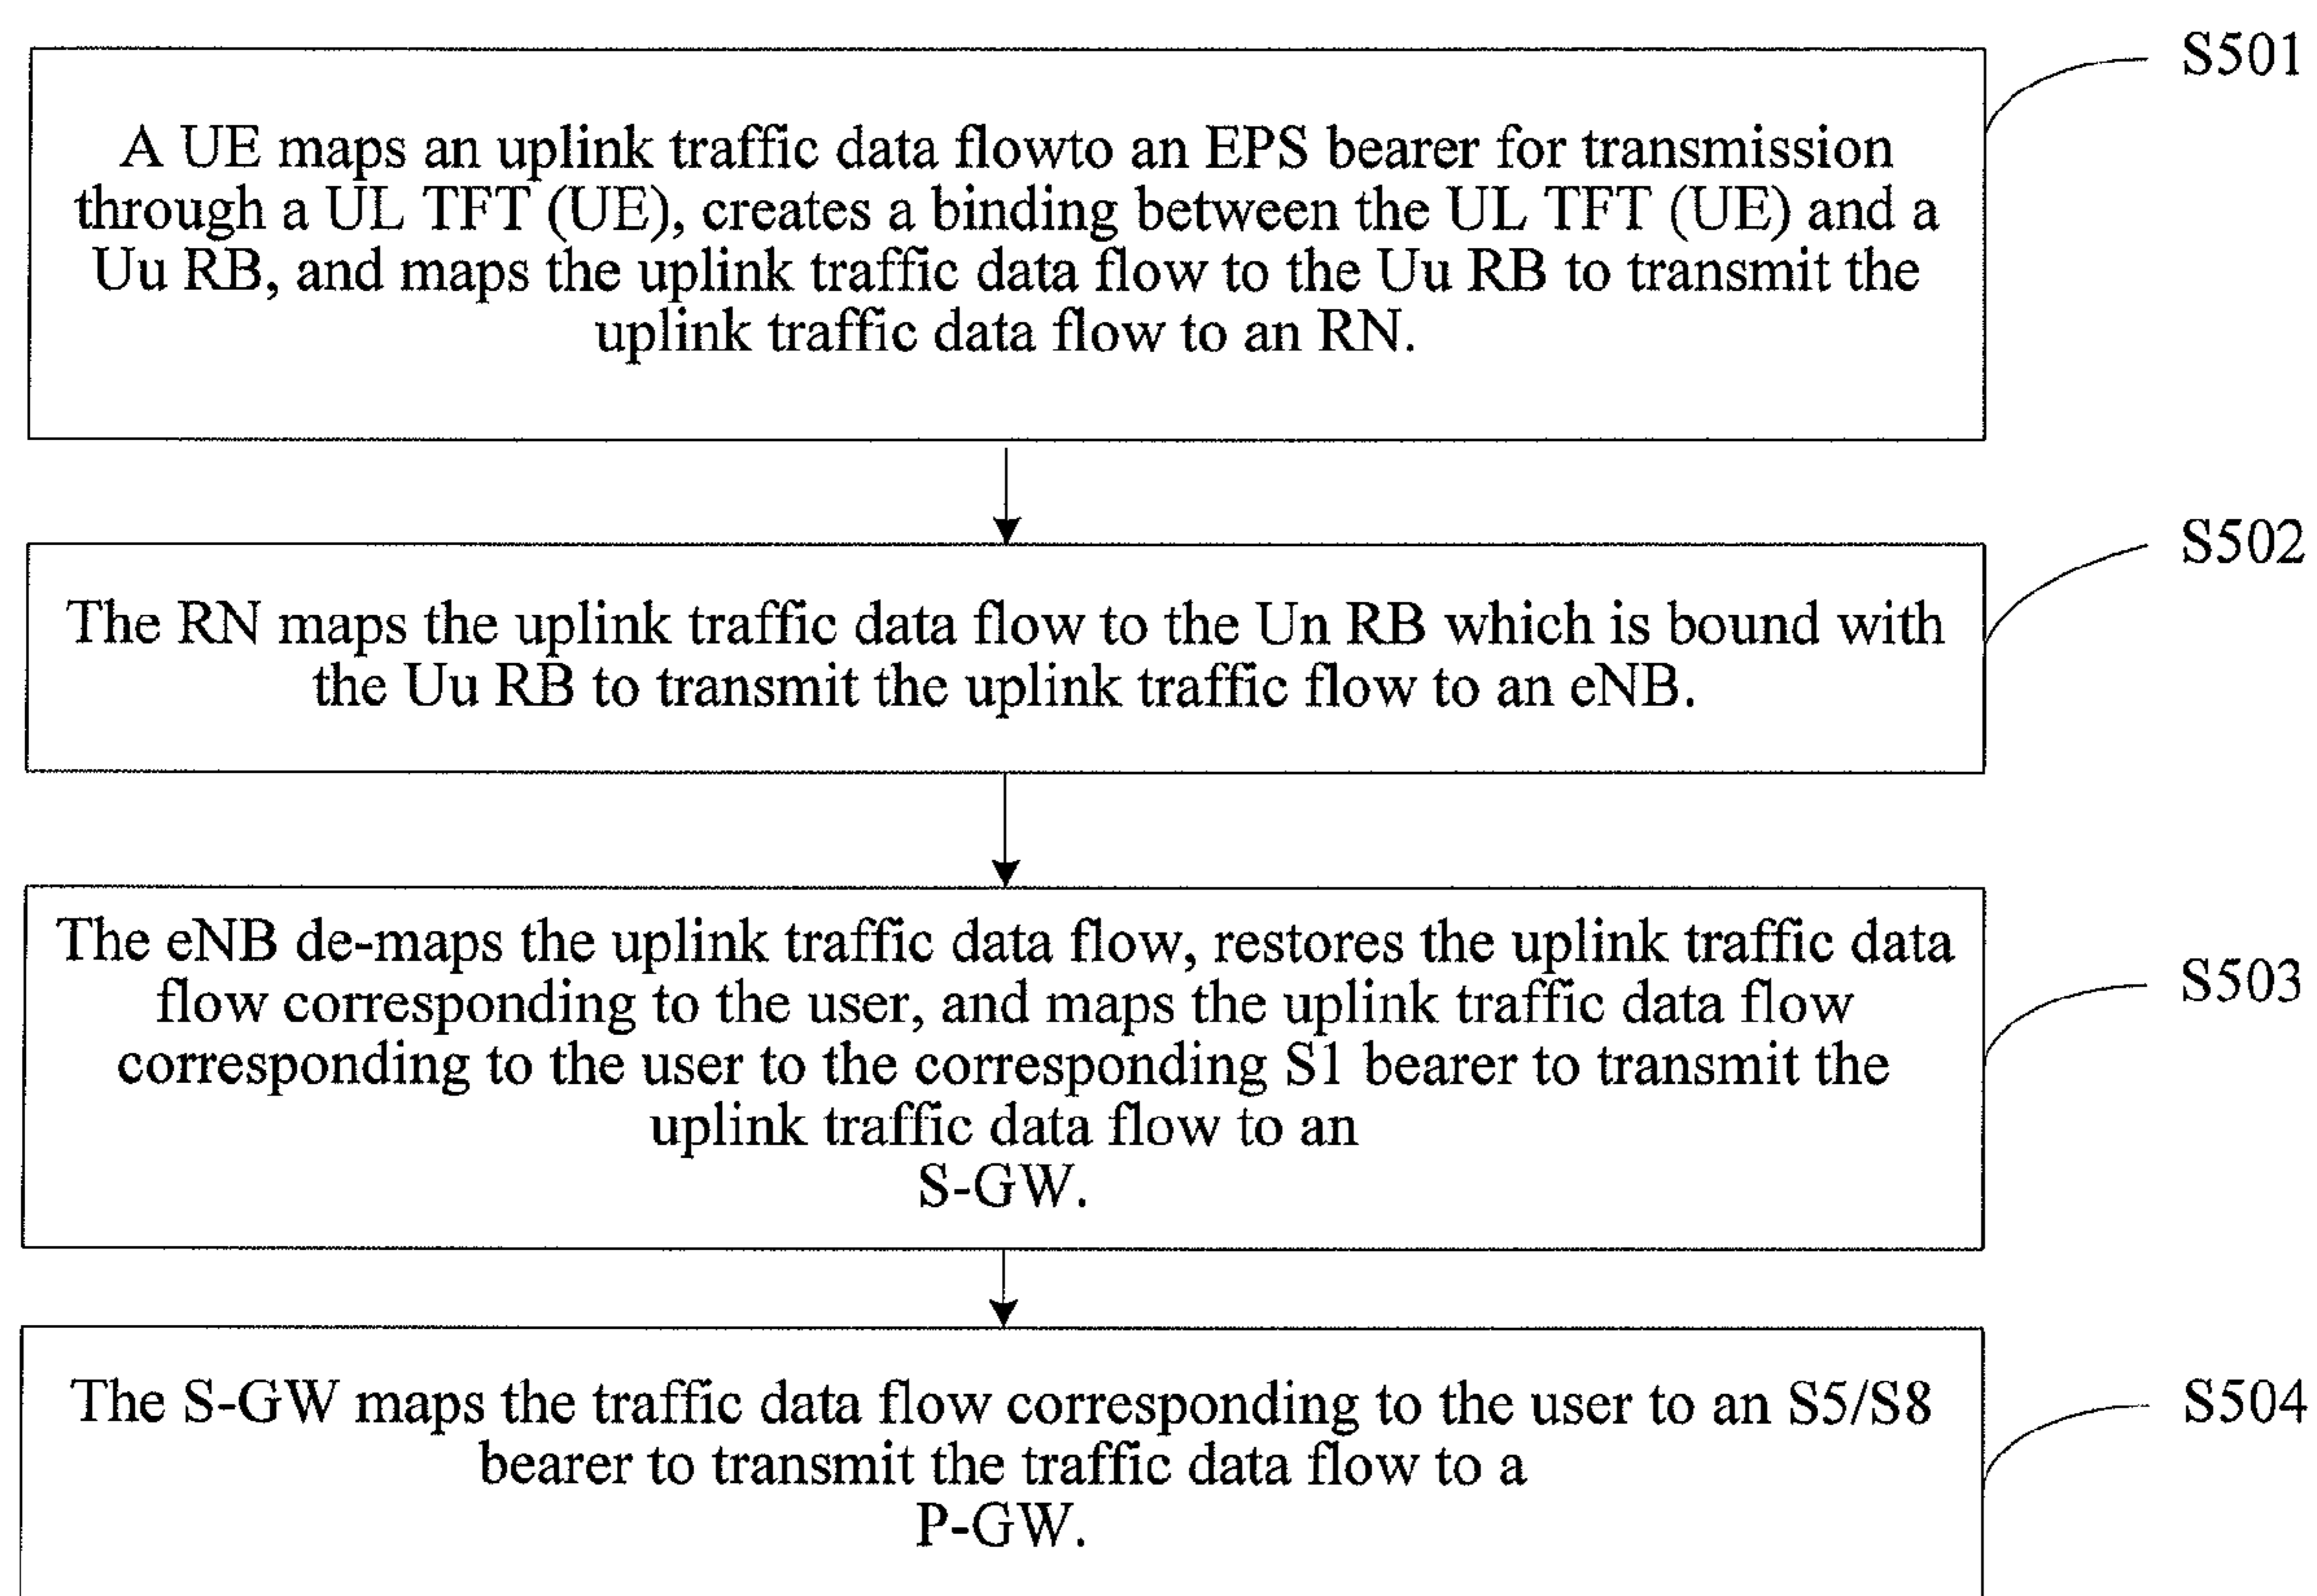 S501
A UE maps an uplink traffic data flowto an EPS bearer for transmission
through a UL TFT (UE), creates a binding between the UL TFT (UE) and a
Uu RB, and maps the uplink traffic data flow to the Uu RB to transmit the
uplink traffic data flow to an RN.
S502
The RN maps the uplink traffic data flow to the Un RB which is bound with
the Uu RB to transmit the uplink traffic flow to an eNB.
S503
The eNB de-maps the uplink traffic data flow, restores the uplink traffic data
flow corresponding to the user, and maps the uplink traffic data flow
corresponding to the user to the corresponding S1 bearer to transmit the
uplink traffic data flow to an
S-GW.
S504
The S-GW maps the traffic data flow corresponding to the user to an S5/S8
bearer to transmit the traffic data flow to a
P-GW.